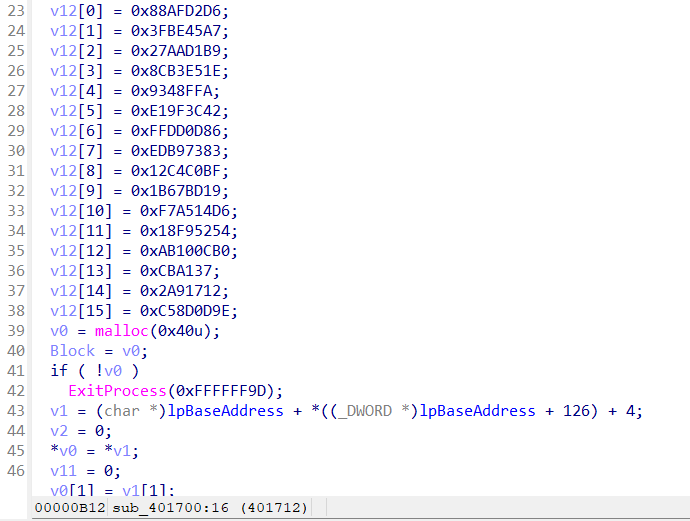 23 v12[0] = 0x88AFD2D6;
24 v12[1] = 0x3FBE45A7;
25 v12[2] = 0x27AAD1B9;
26 v12[3] = 0x8CB3E51E;
27 v12[4] = 0x9348FFA;
28 v12[5] = 0xE19F3C42;
29 v12[6] = 0xFFDD0D86;
30 v12[7] = 0xEDB97383;
31 v12[8] = 0x12C4C0BF;
32 v12[9] = 0x1B67BD19;
33 v12[10] = 0xF7A514D6;
34 v12[11] = 0x18F95254;
35 v12[12] = 0xAB100CB0;
36 v12[13] = 0xCBA137;
37 v12[14] = 0x2A91712;
38 v12[15] = 0xC58D0D9E;
39 v0 = malloc(0x40u);
40 Block = v0;
41 if ( !v0 )
42 ExitProcess(0xFFFFFF9D);
43 v1 = (char *)lpBaseAddress + *((_DWORD *)lpBaseAddress + 126) + 4;
44 v2 = 0;
45 *v0 = *v1;
46 v11 = 0;
v0[1] = v1[1];
00000B12 sub_401700:16 (401712)